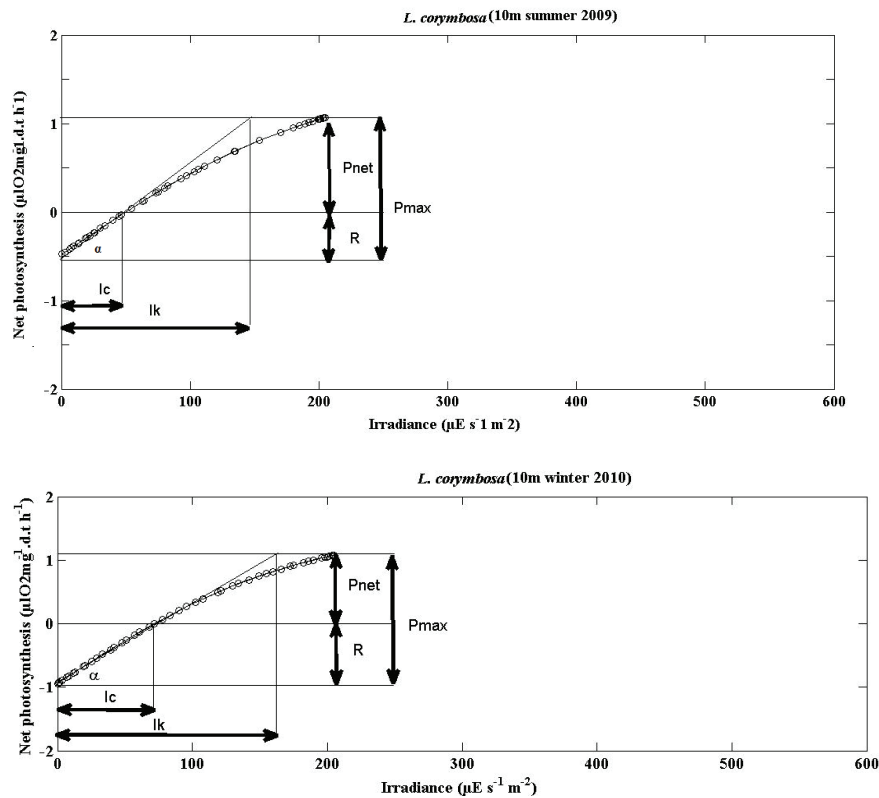 L. corymbosa (10m summer 2009)
Net photosynthesis (µlO2mg1.d.t h-1)
2
1
0
-1
-2
Pnet
Pmax
R
α
Ic
Ik
0 100 200 300 400 500 600
Irradiance (µE s-1 m-2)
L. corymbosa (10m winter 2010)
Net photosynthesis (µlO2mg-1.d.t h-1)
2
1
0
-1
-2
Pnet
Pmax
R
α
Ic
Ik
0 100 200 300 400 500 600
Irradiance (µE s-1 m-2)